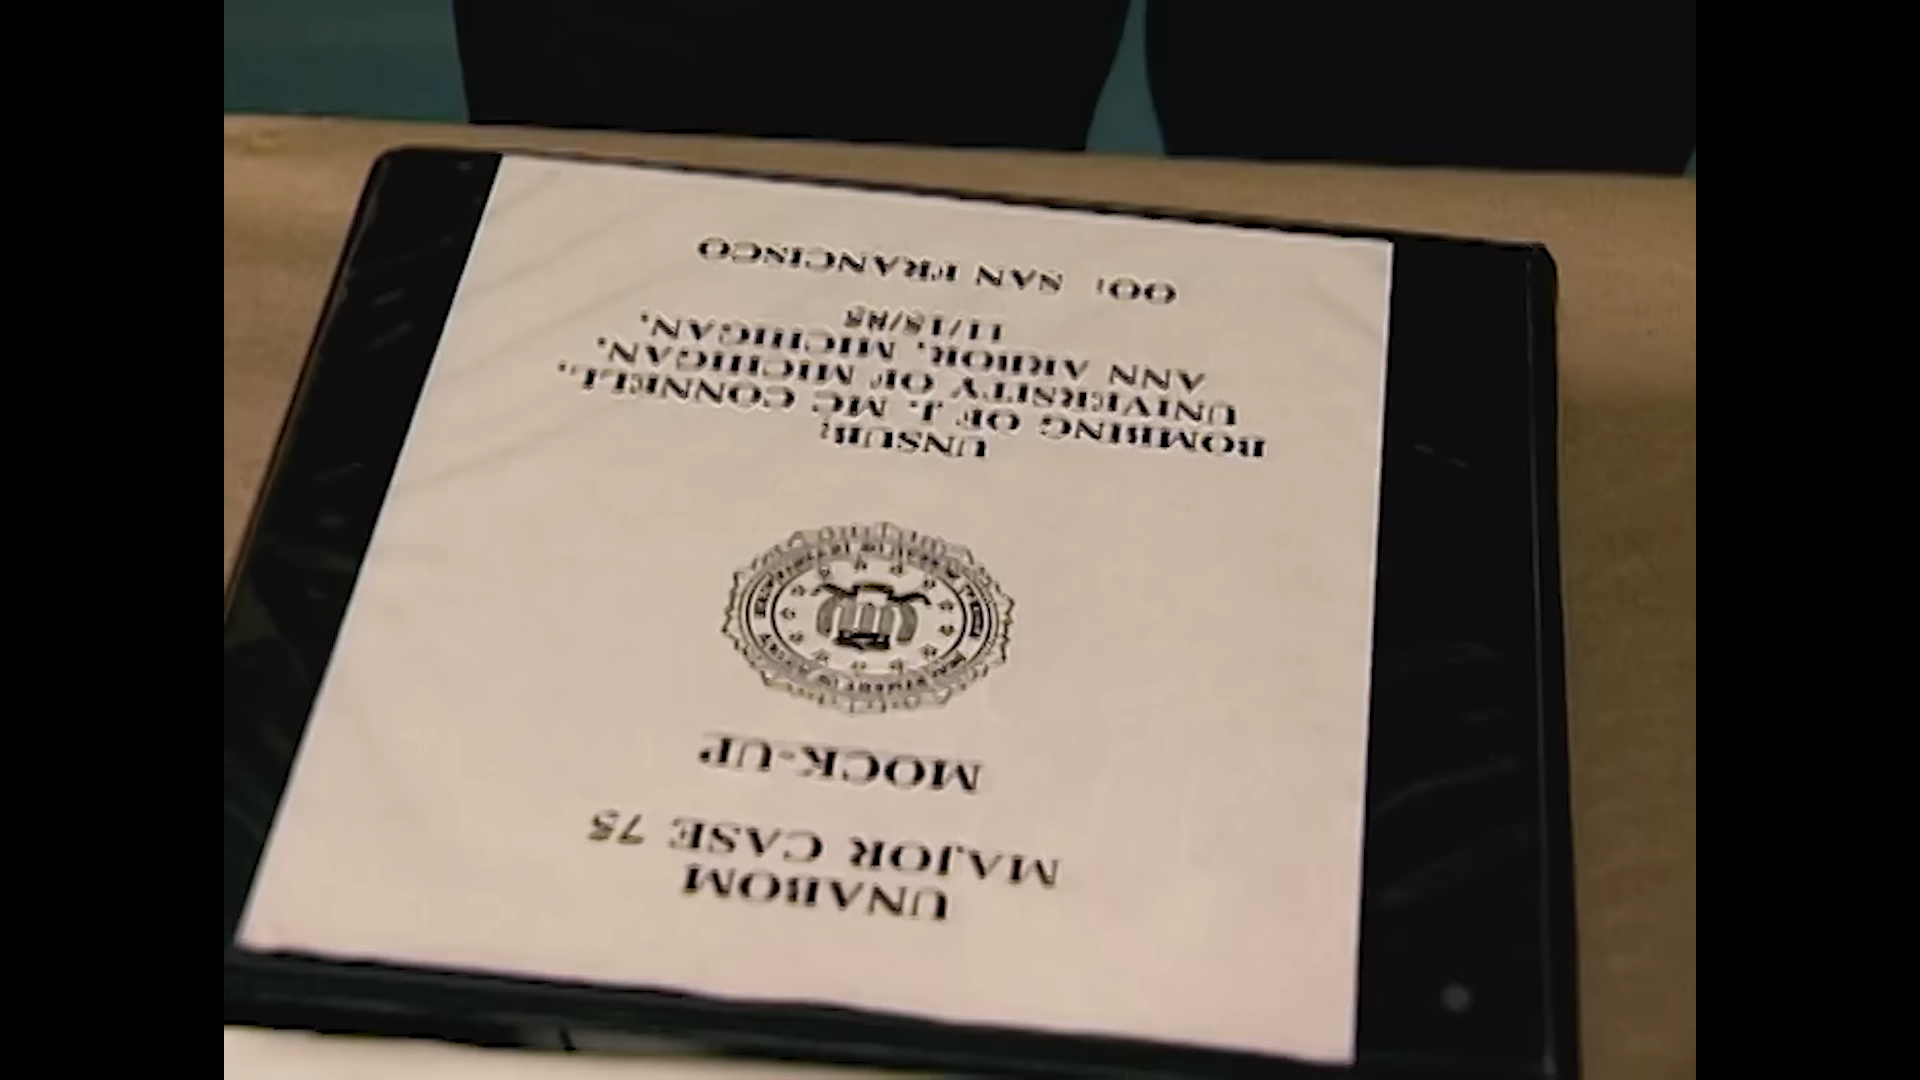 UNABOM
MAJOR CASE 75
MOCK-UP
UNSUB;
BOMBING OF J. MC CONNELL,
UNIVERSITY OF MICHIGAN,
ANN ARBOR, MICHIGAN,
11/15/85
OO: SAN FRANCISCO